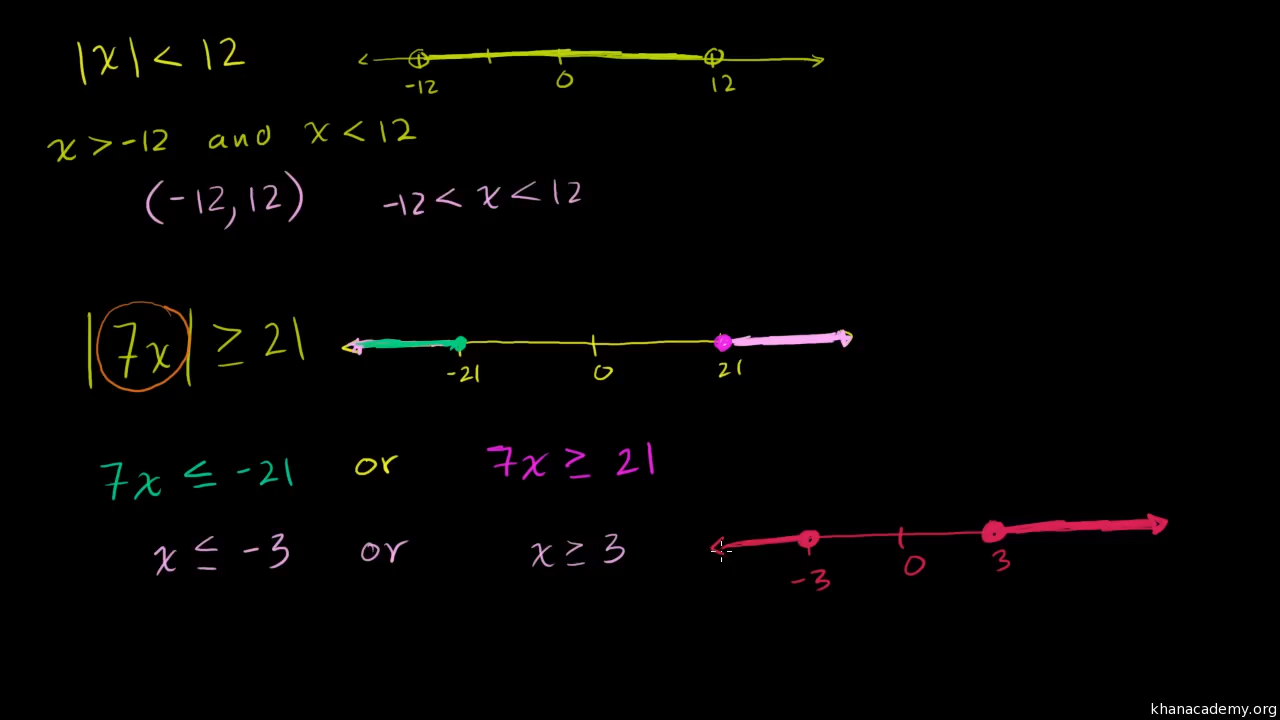 |x| < 12
-12 0 12
x > -12 and x < 12
(-12, 12) -12 < x < 12
|7x| ≥ 21
-21 0 21
7x ≤ -21 or 7x ≥ 21
x ≤ -3 or x ≥ 3
-3 0 3
khanacademy.org